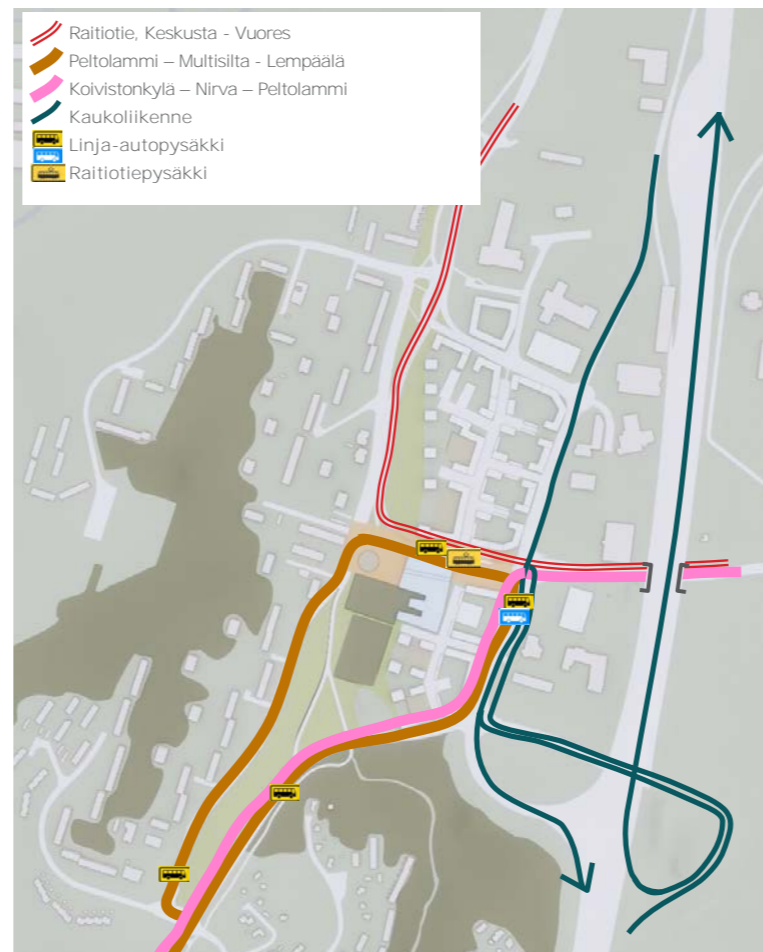 Raitiotie, Keskusta - Vuores
Peltolammi – Multisilta - Lempäälä
Koivistonkylä – Nirva – Peltolammi
Kaukoliikenne
Linja-autopysäkki
Raitiotiepysäkki